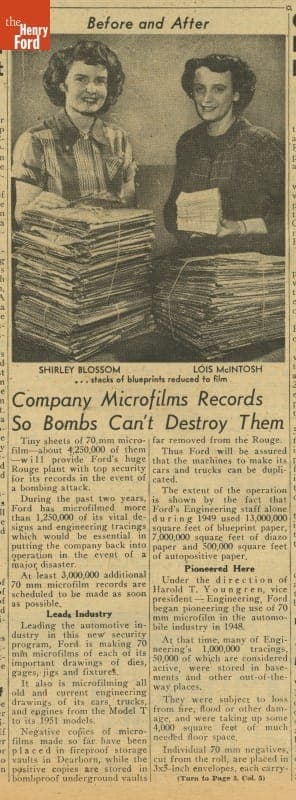 the
Henry
Ford
Before and After
SHIRLEY BLOSSOM LOIS McINTOSH
. . . stacks of blueprints reduced to film
Company Microfilms Records
So Bombs Can't Destroy Them
Tiny sheets of 70 mm micro-
film—about 4,250,000 of them
—will provide Ford's huge
Rouge plant with top security
for its records in the event of
a bombing attack.
During the past two years,
Ford has microfilmed more
than 1,250,000 of its vital de-
signs and engineering tracings
which would be essential in
putting the company back into
operation in the event of a
major disaster.
At least 3,000,000 additional
70 mm microfilm records are
scheduled to be made as soon
as possible.
Leads Industry
Leading the automotive in-
dustry in this new security
program, Ford is making 70
mm microfilms of each of its
important drawings of dies,
gages, jigs and fixtures.
It also is microfilming all
old and current engineering
drawings of its cars, trucks,
and engines from the Model T
to its 1951 models.
Negative copies of micro-
films made so far have been
placed in fireproof storage
vaults in Dearborn, while the
positive copies are stored in
bombproof underground vaults
far removed from the Rouge.
Thus Ford will be assured
that the machines to make its
cars and trucks can be dupli-
cated.
The extent of the operation
is shown by the fact that
Ford's Engineering staff alone
during 1949 used 13,000,000
square feet of blueprint paper,
7,000,000 square feet of diazo
paper and 500,000 square feet
of autopositive paper.
Pioneered Here
Under the direction of
Harold T. Youngren, vice
president — Engineering, Ford
began pioneering the use of 70
mm microfilm in the automo-
bile industry in 1948.
At that time, many of Engi-
neering's 1,000,000 tracings,
50,000 of which are considered
active, were stored in base-
ments and other out-of-the-
way places.
They were subject to loss
from fire, flood or other dam-
age, and were taking up some
4,000 square feet of much
needed floor space.
Individual 70 mm negatives,
cut from the roll, are placed in
3x5-inch envelopes, each carry-
(Turn to Page 3, Col. 5)